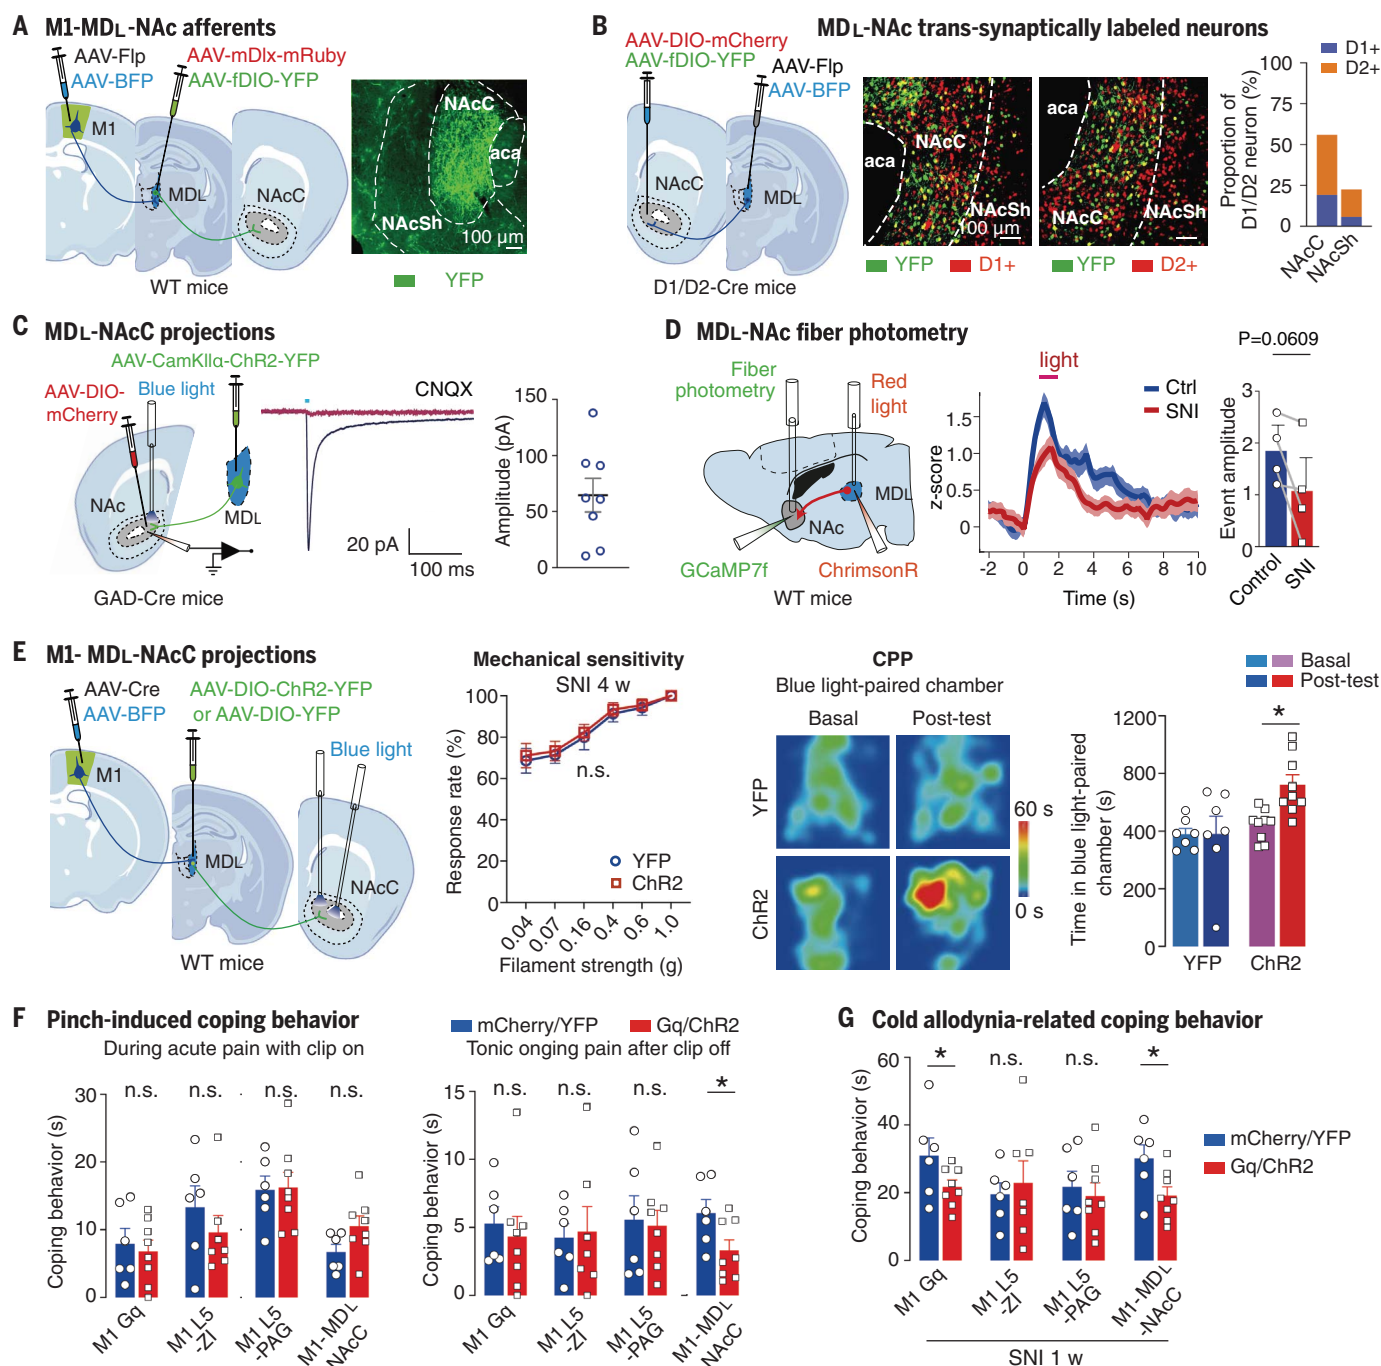 A M1-MDL-NAc afferents
AAV-Flp
AAV-BFP
AAV-mDlx-mRuby
AAV-fDIO-YFP
M1
MDL
NAcC
WT mice
NAcC
aca
NAcSh
100 µm
YFP
B MDL-NAc trans-synaptically labeled neurons
AAV-DIO-mCherry
AAV-fDIO-YFP
AAV-Flp
AAV-BFP
NAcC
MDL
D1/D2-Cre mice
aca
NAcC
NAcSh
100 µm
YFP D1+
aca
NAcC
NAcSh
YFP D2+
D1+
D2+
Proportion of
D1/D2 neuron (%)
100
75
50
25
0
NAcC
NAcSh
C MDL-NAcC projections
AAV-CamKIIα-ChR2-YFP
AAV-DIO-
mCherry
Blue light
NAc
MDL
GAD-Cre mice
CNQX
20 pA
100 ms
Amplitude (pA)
150
100
50
0
D MDL-NAc fiber photometry
Fiber
photometry
Red
light
MDL
NAc
GCaMP7f
ChrimsonR
WT mice
light
Ctrl
SNI
z-score
1.5
1.0
0.5
0
-2 0 2 4 6 8 10
Time (s)
P=0.0609
Event amplitude
3
2
1
0
Control
SNI
E M1- MDL-NAcC projections
AAV-Cre
AAV-BFP
AAV-DIO-ChR2-YFP
or AAV-DIO-YFP
Blue light
M1
MDL
NAcC
WT mice
Mechanical sensitivity
SNI 4 w
Response rate (%)
100
80
60
40
20
0
n.s.
YFP
ChR2
0.04 0.07 0.16 0.4 0.6 1.0
Filament strength (g)
CPP
Blue light-paired chamber
Basal Post-test
YFP
ChR2
60 s
0 s
Basal
Post-test
Time in blue light-paired
chamber (s)
1200
800
400
200
0
*
YFP ChR2
F Pinch-induced coping behavior
During acute pain with clip on
mCherry/YFP Gq/ChR2
Tonic onging pain after clip off
Coping behavior (s)
30
20
10
0
n.s. n.s. n.s. n.s.
M1 Gq
M1 L5
-ZI
M1 L5
-PAG
M1-MDL
NAcC
Coping behavior (s)
15
10
5
0
n.s. n.s. n.s. *
M1 Gq
M1 L5
-ZI
M1 L5
-PAG
M1-MDL
NAcC
G Cold allodynia-related coping behavior
Coping behavior (s)
60
40
20
0
* n.s. n.s. *
mCherry/YFP
Gq/ChR2
M1 Gq
M1 L5
-ZI
M1 L5
-PAG
M1-MDL
-NAcC
SNI 1 w